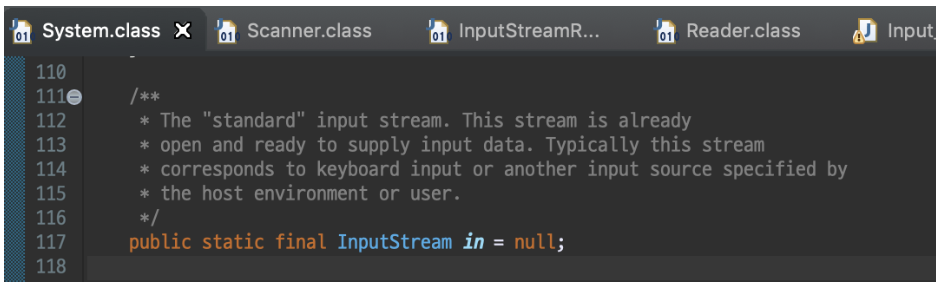 System.class Scanner.class InputStreamR... Reader.class Input_
110
111 /**
112 * The "standard" input stream. This stream is already
113 * open and ready to supply input data. Typically this stream
114 * corresponds to keyboard input or another input source specified by
115 * the host environment or user.
116 */
117 public static final InputStream in = null;
118